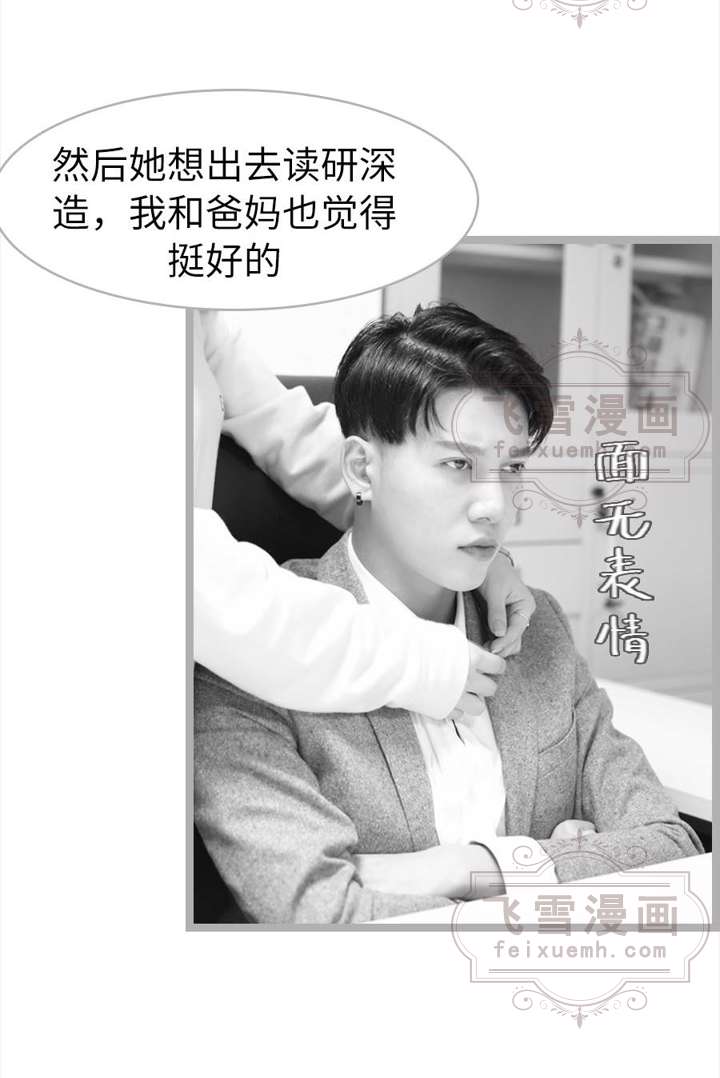 然后她想出去读研深
造，我和爸妈也觉得
挺好的
飞雪漫画
feixuemh.com
面无表情
飞雪漫画
feixuemh.com